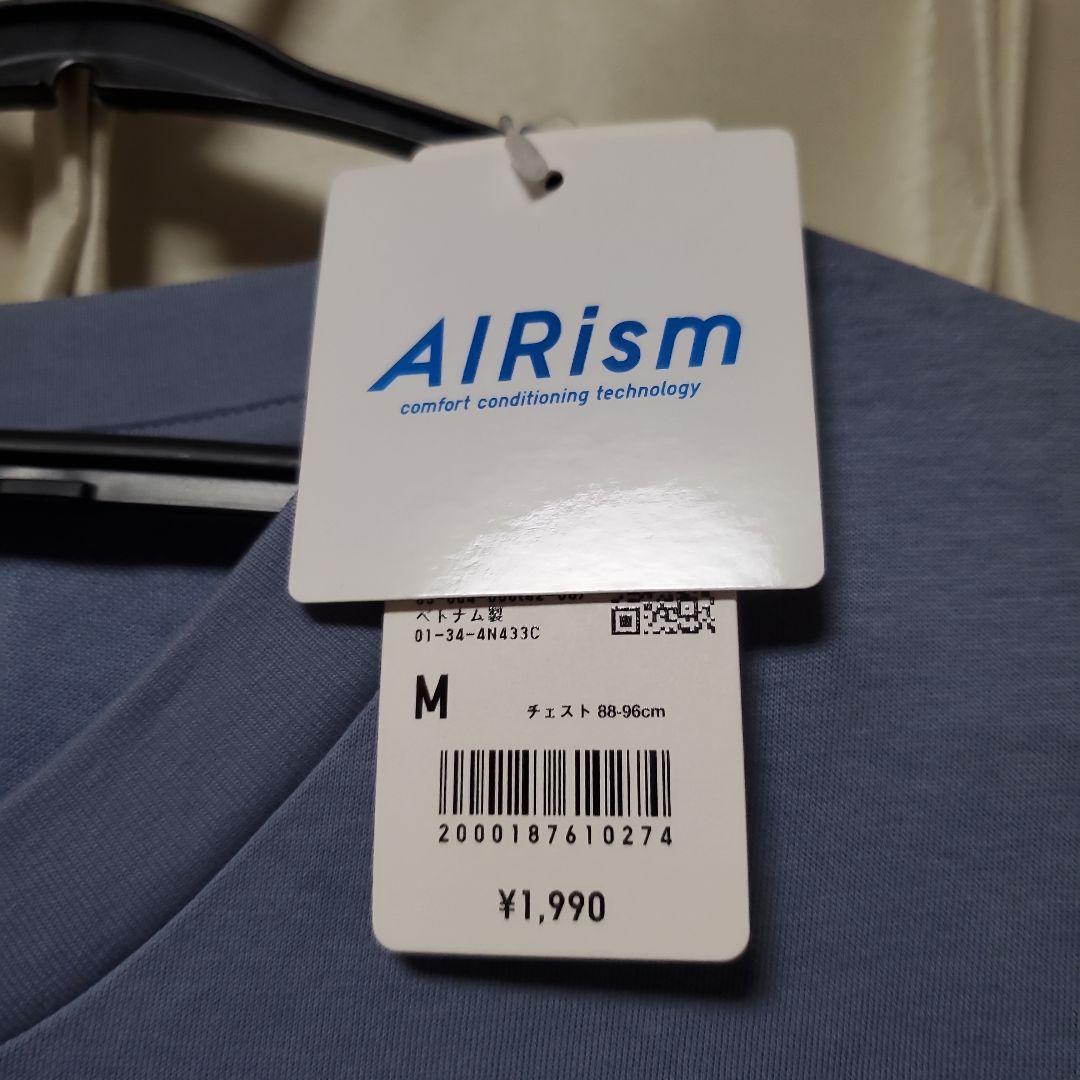 AIRism
comfort conditioning technology
ベトナム製
01-34-4N433C
M
チェスト 88-96cm
2000187610274
¥1,990